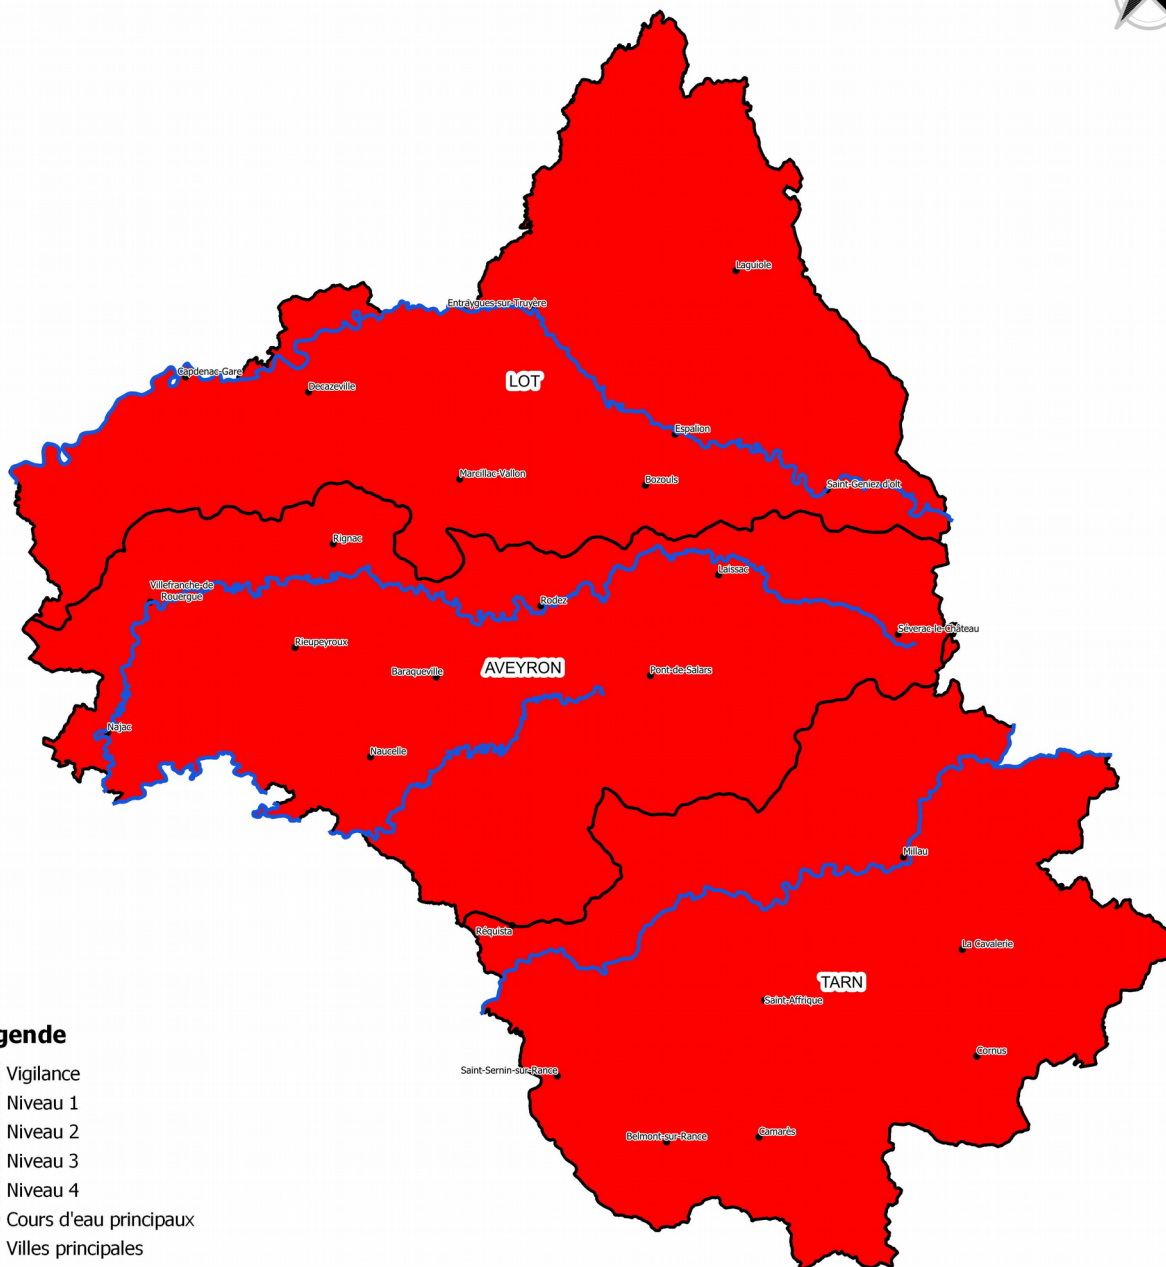 Laguiole
Entraygues-sur-Truyère
Capdenac-Gare
LOT
Decazeville
Espalion
Marcillac-Vallon
Bozouls
Saint-Geniez d'olt
Rignac
Laissac
Villefranche-de
Rouergue
Rodez
Séverac-le-Château
Rieupeyroux
AVEYRON
Baraqueville
Pont-de-Salars
Najac
Naucelle
Millau
Réquista
La Cavalerie
TARN
Saint-Affrique
gende
Cornus
Saint-Sernin-sur-Rance
Vigilance
Niveau 1
Niveau 2
Belmont-sur-Rance
Camarès
Niveau 3
Niveau 4
Cours d'eau principaux
Villes principales